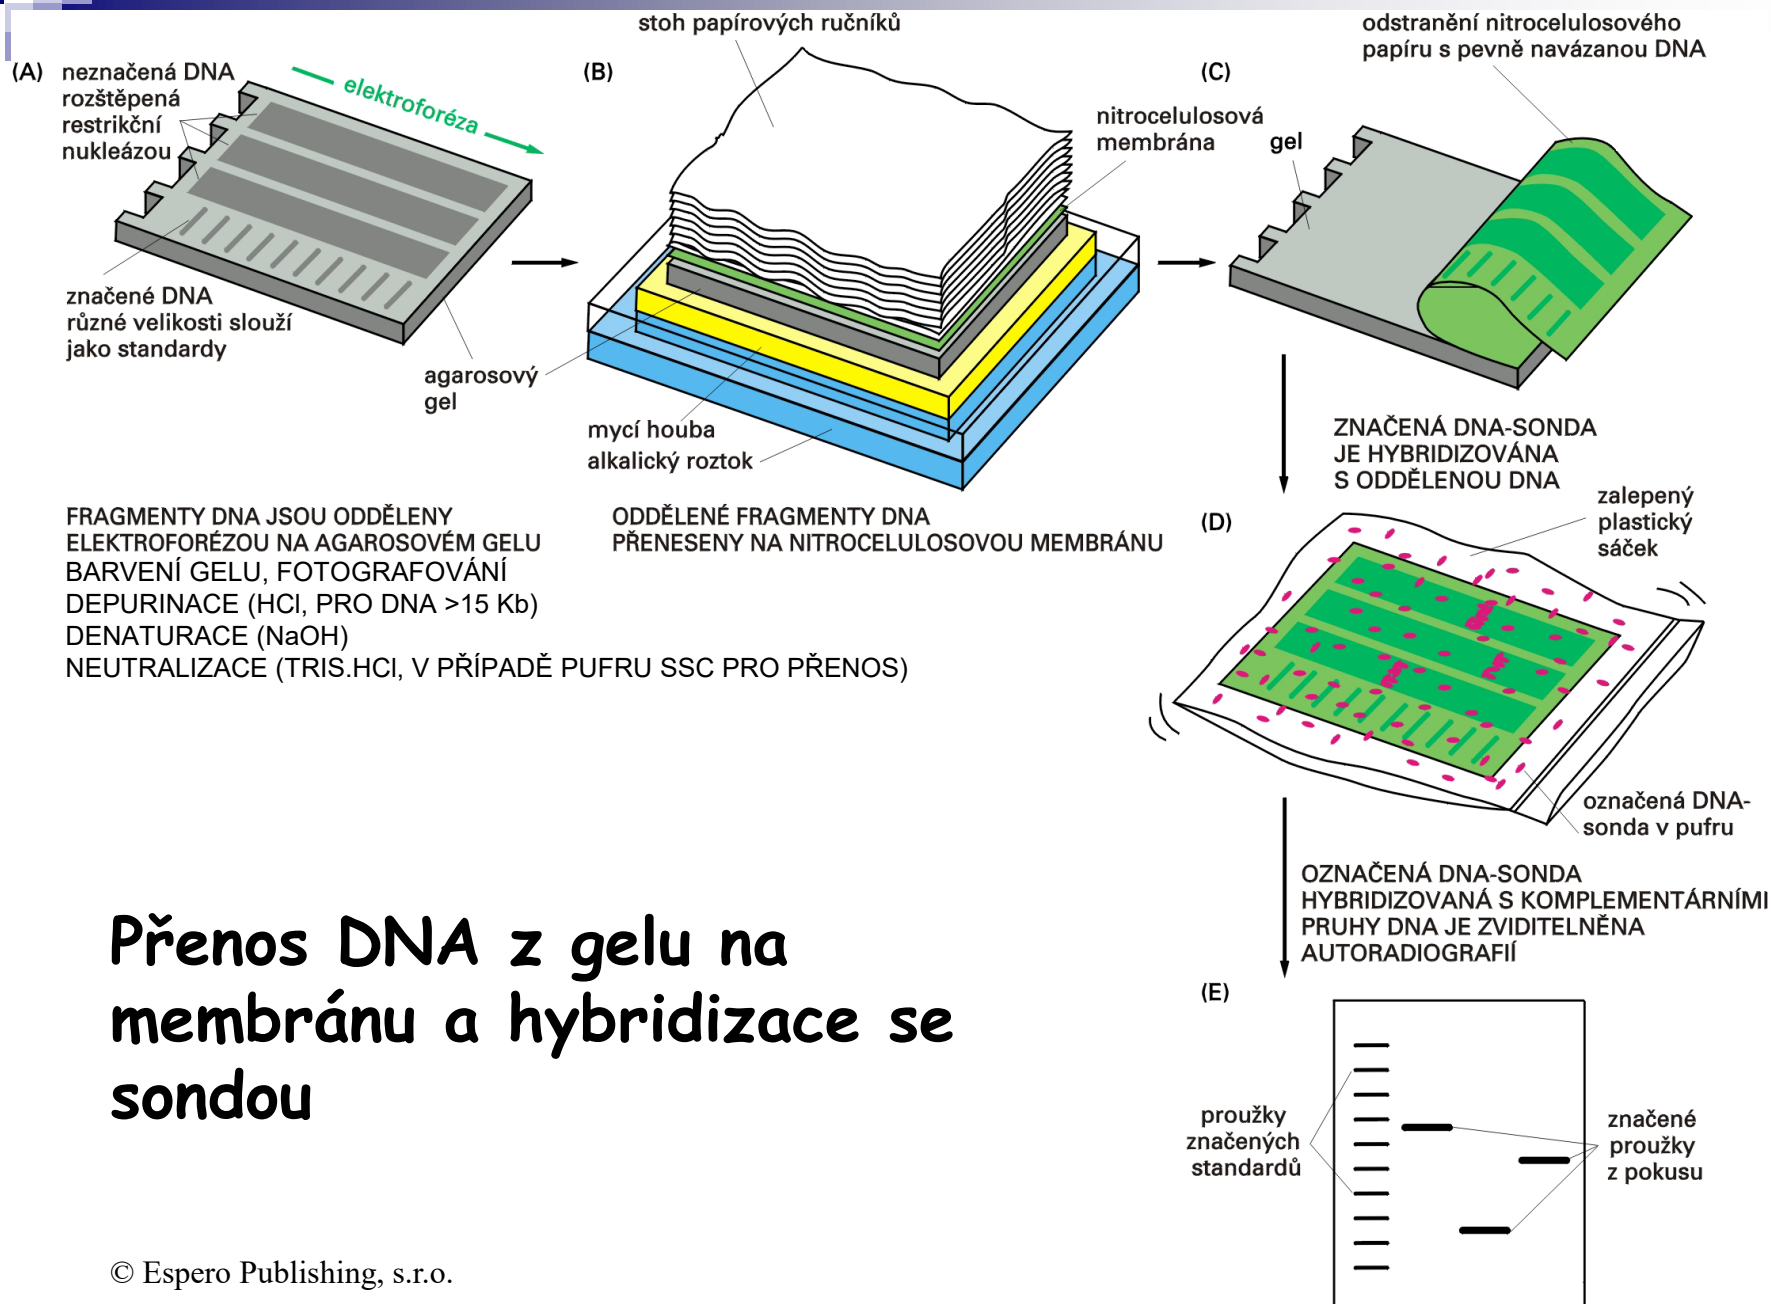 (A) neznačená DNA
rozštěpená
restrikční
nukleázou
elektroforéza
značené DNA
různé velikosti slouží
jako standardy
agarosový
gel
FRAGMENTY DNA JSOU ODDĚLENY
ELEKTROFORÉZOU NA AGAROSOVÉM GELU
BARVENÍ GELU, FOTOGRAFOVÁNÍ
DEPURINACE (HCl, PRO DNA >15 Kb)
DENATURACE (NaOH)
NEUTRALIZACE (TRIS.HCl, V PŘÍPADĚ PUFRU SSC PRO PŘENOS)
(B)
stoh papírových ručníků
nitrocelulosová
membrána
mycí houba
alkalický roztok
ODDĚLENÉ FRAGMENTY DNA
PŘENESENY NA NITROCELULOSOVOU MEMBRÁNU
(C)
odstranění nitrocelulosového
papíru s pevně navázanou DNA
gel
ZNAČENÁ DNA-SONDA
JE HYBRIDIZOVÁNA
S ODDĚLENOU DNA
(D)
zalepený
plastický
sáček
označená DNA-
sonda v pufru
OZNAČENÁ DNA-SONDA
HYBRIDIZOVANÁ S KOMPLEMENTÁRNÍMI
PRUHY DNA JE ZVIDITELNĚNA
AUTORADIOGRAFIÍ
(E)
proužky
značených
standardů
značené
proužky
z pokusu
Přenos DNA z gelu na
membránu a hybridizace se
sondou
© Espero Publishing, s.r.o.